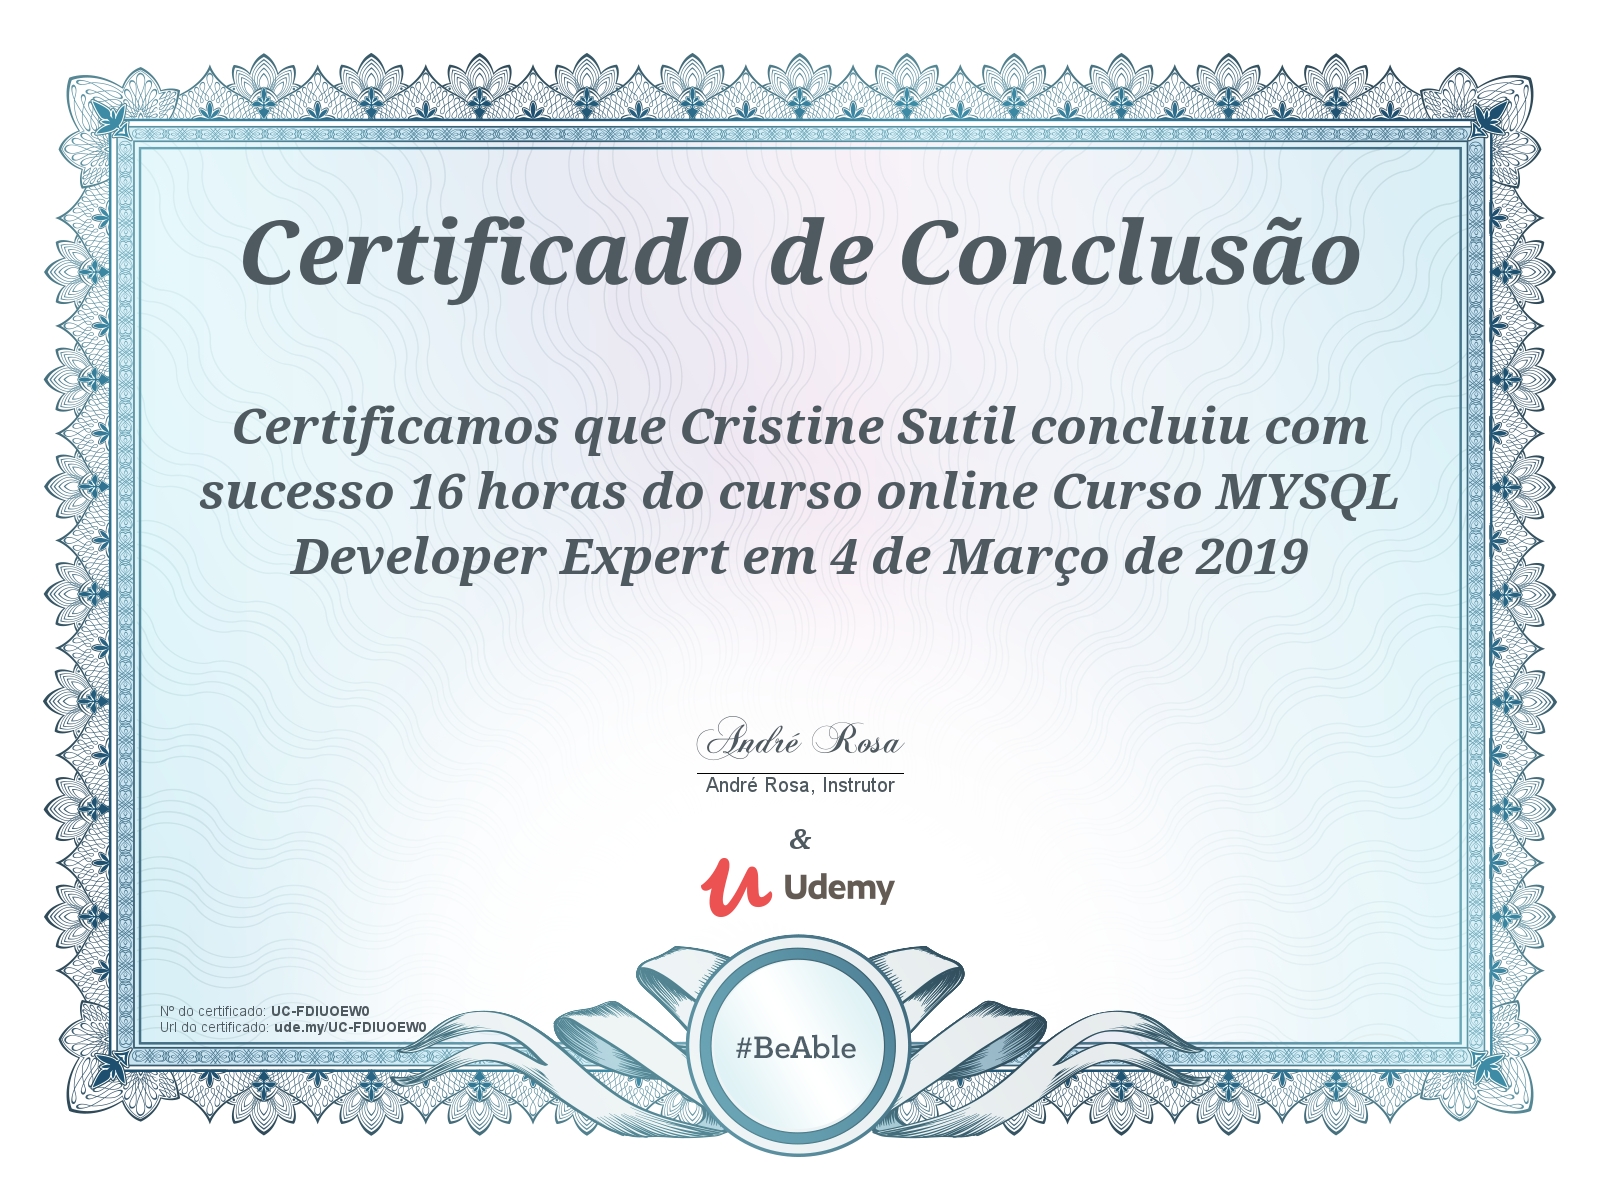 Certificado de Conclusão
Certificamos que Cristine Sutil concluiu com
sucesso 16 horas do curso online Curso MYSQL
Developer Expert em 4 de Março de 2019
André Rosa
André Rosa, Instrutor
&
Udemy
Nº do certificado: UC-FDIUOEW0
Url do certificado: ude.my/UC-FDIUOEW0
#BeAble